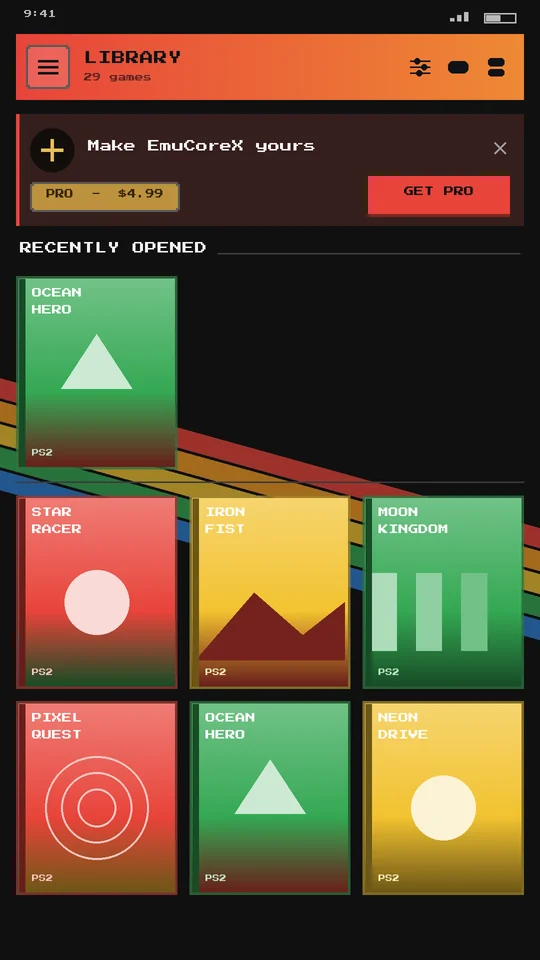 9:41
LIBRARY
29 games
Make EmuCoreX yours
PRO – $4.99
GET PRO
RECENTLY OPENED
OCEAN
HERO
PS2
STAR
RACER
PS2
IRON
FIST
PS2
MOON
KINGDOM
PS2
PIXEL
QUEST
PS2
OCEAN
HERO
PS2
NEON
DRIVE
PS2